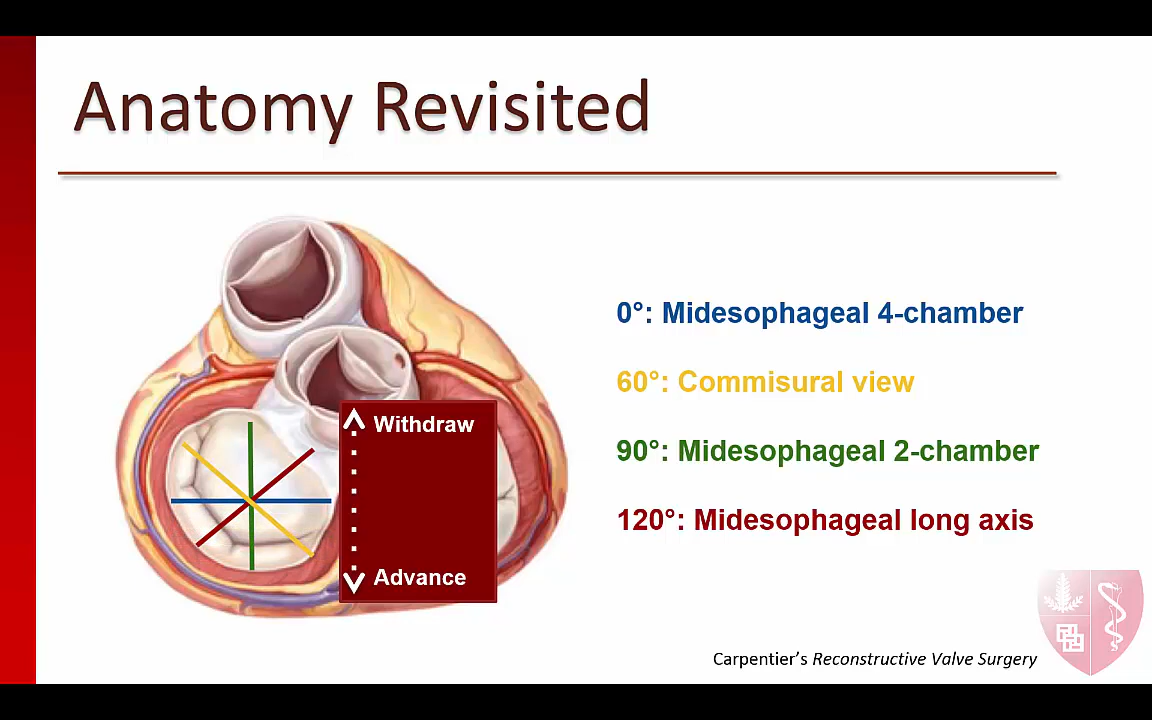 Anatomy Revisited
0°: Midesophageal 4-chamber
60°: Commisural view
90°: Midesophageal 2-chamber
120°: Midesophageal long axis
Withdraw
Advance
Carpentier's Reconstructive Valve Surgery